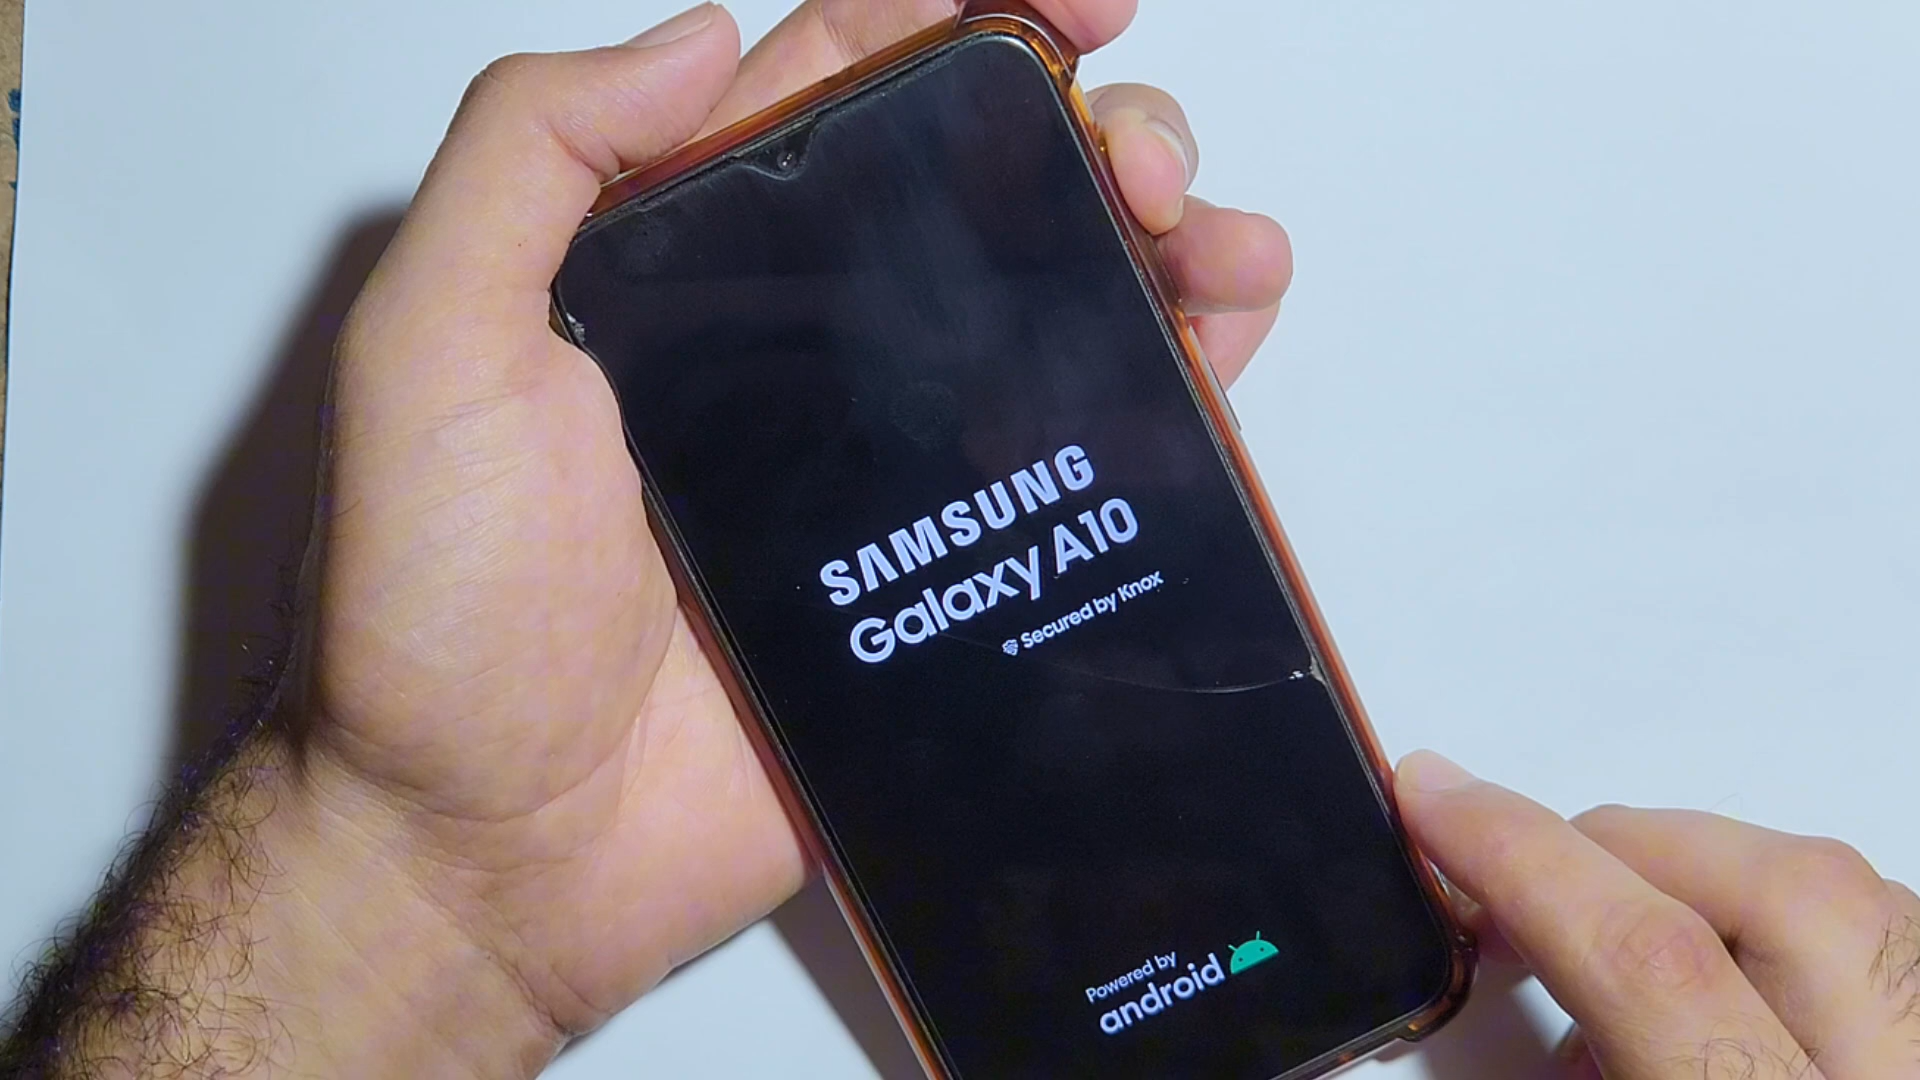 SAMSUNG
Galaxy A10
Secured by Knox
Powered by
android